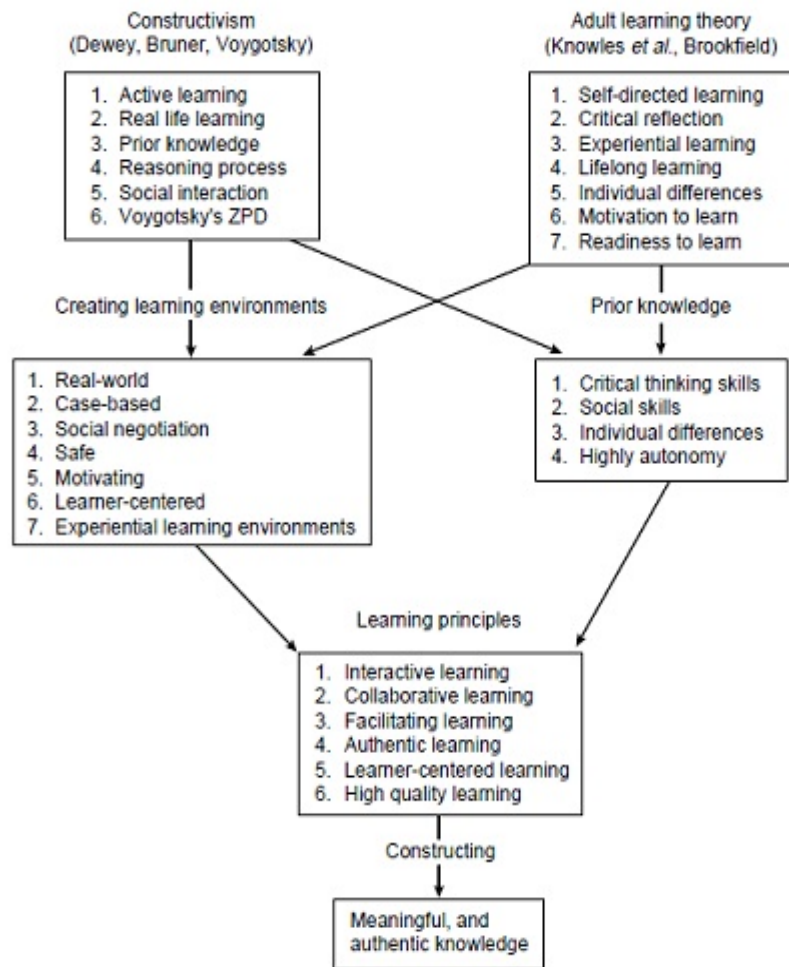 Constructivism
(Dewey, Bruner, Voygotsky)
1. Active learning
2. Real life learning
3. Prior knowledge
4. Reasoning process
5. Social interaction
6. Voygotsky's ZPD
Adult learning theory
(Knowles et al., Brookfield)
1. Self-directed learning
2. Critical reflection
3. Experiential learning
4. Lifelong learning
5. Individual differences
6. Motivation to learn
7. Readiness to learn
Creating learning environments
Prior knowledge
1. Real-world
2. Case-based
3. Social negotiation
4. Safe
5. Motivating
6. Learner-centered
7. Experiential learning environments
1. Critical thinking skills
2. Social skills
3. Individual differences
4. Highly autonomy
Learning principles
1. Interactive learning
2. Collaborative learning
3. Facilitating learning
4. Authentic learning
5. Learner-centered learning
6. High quality learning
Constructing
Meaningful, and
authentic knowledge